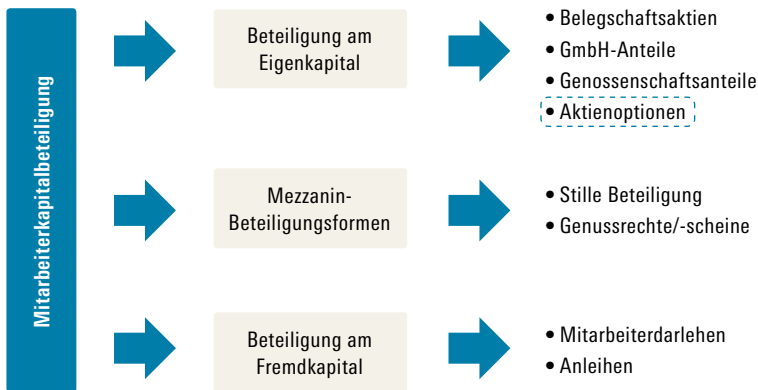 Mitarbeiterkapitalbeteiligung
Beteiligung am
Eigenkapital
• Belegschaftsaktien
• GmbH-Anteile
• Genossenschaftsanteile
• Aktienoptionen
Mezzanin-
Beteiligungsformen
• Stille Beteiligung
• Genussrechte/-scheine
Beteiligung am
Fremdkapital
• Mitarbeiterdarlehen
• Anleihen